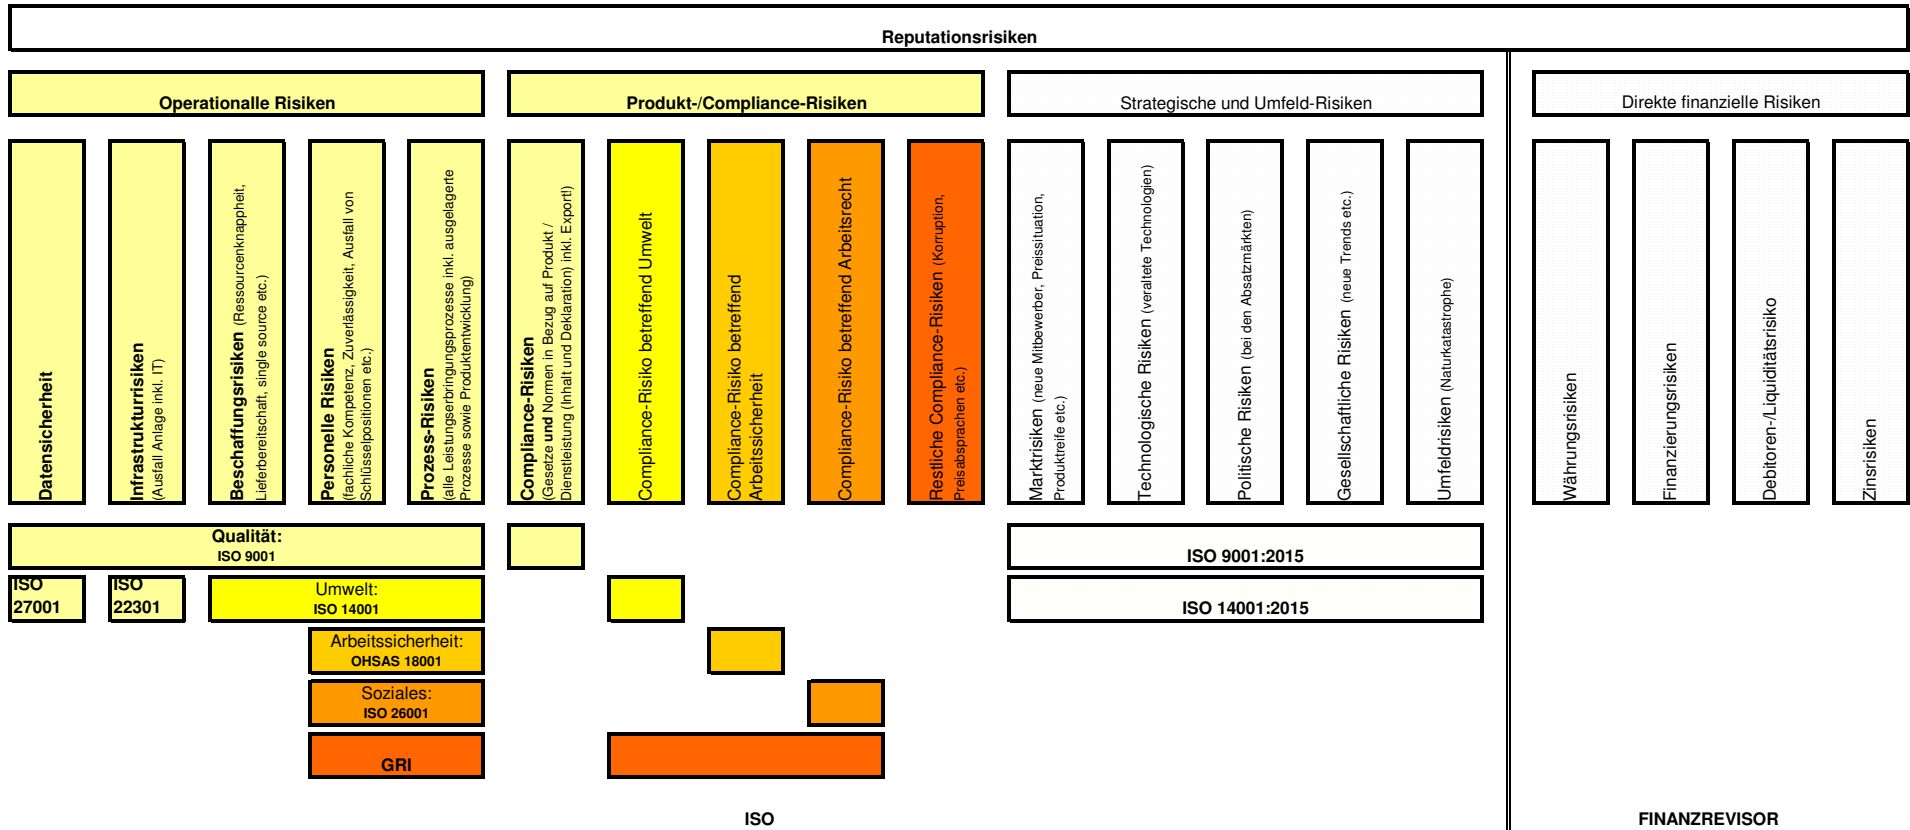 Reputationsrisiken
Operationalle Risiken
Produkt-/Compliance-Risiken
Strategische und Umfeld-Risiken
Direkte finanzielle Risiken
Datensicherheit
Infrastrukturrisiken
(Ausfall Anlage inkl. IT)
Beschaffungsrisiken (Ressourcenknappheit,
Lieferbereitschaft, single source etc.)
Personelle Risiken
(fachliche Kompetenz, Zuverlässigkeit, Ausfall von
Schlüsselpositionen etc.)
Prozess-Risiken
(alle Leistungserbringungsprozesse inkl. ausgelagerte
Prozesse sowie Produktentwicklung)
Compliance-Risiken
(Gesetze und Normen in Bezug auf Produkt /
Dienstleistung (Inhalt und Deklaration) inkl. Export!)
Compliance-Risiko betreffend Umwelt
Compliance-Risiko betreffend
Arbeitssicherheit
Compliance-Risiko betreffend Arbeitsrecht
Restliche Compliance-Risiken (Korruption,
Preisabsprachen etc.)
Marktrisiken (neue Mitbewerber, Preissituation,
Produktreife etc.)
Technologische Risiken (veraltete Technologien)
Politische Risiken (bei den Absatzmärkten)
Gesellschaftliche Risiken (neue Trends etc.)
Umfeldrisiken (Naturkatastrophe)
Währungsrisiken
Finanzierungsrisiken
Debitoren-/Liquiditätsrisiko
Zinsrisiken
Qualität:
ISO 9001
ISO 9001:2015
ISO
27001
ISO
22301
Umwelt:
ISO 14001
ISO 14001:2015
Arbeitssicherheit:
OHSAS 18001
Soziales:
ISO 26001
GRI
ISO
FINANZREVISOR